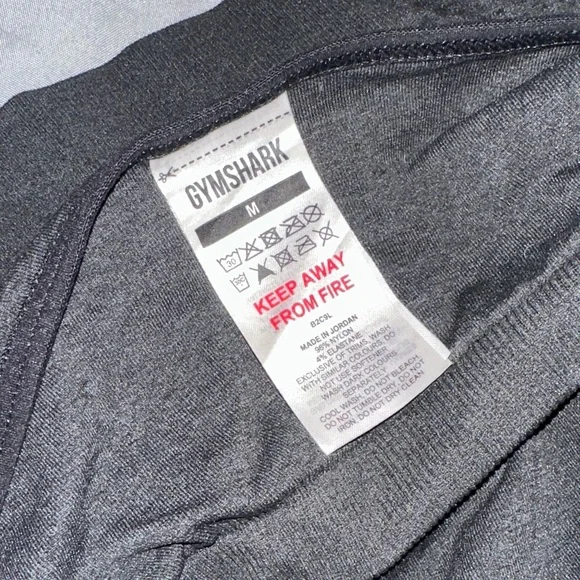 GYMSHARK
M
30
KEEP AWAY
FROM FIRE
B2C9L
MADE IN JORDAN
96% NYLON
4% ELASTANE
EXCLUSIVE OF TRIMS. WASH
WITH SIMILAR COLOURS. DO
NOT USE SOFTENER.
WASH DARK COLOURS
SEPARATELY.
COOL WASH. DO NOT BLEACH.
DO NOT TUMBLE DRY. DO NOT
IRON. DO NOT DRY CLEAN